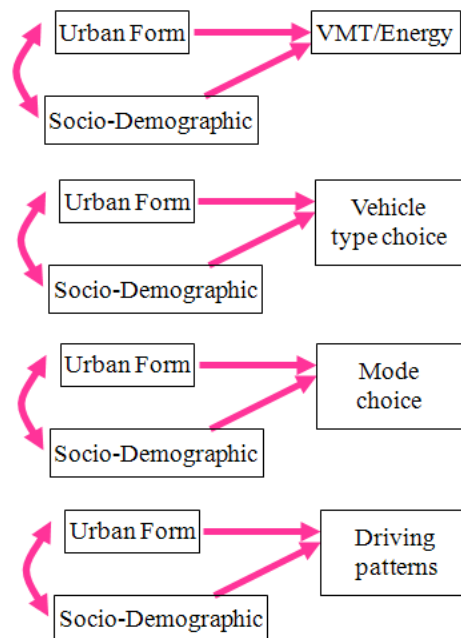 Urban Form
VMT/Energy
Socio-Demographic
Urban Form
Vehicle
type choice
Socio-Demographic
Urban Form
Mode
choice
Socio-Demographic
Urban Form
Driving
patterns
Socio-Demographic